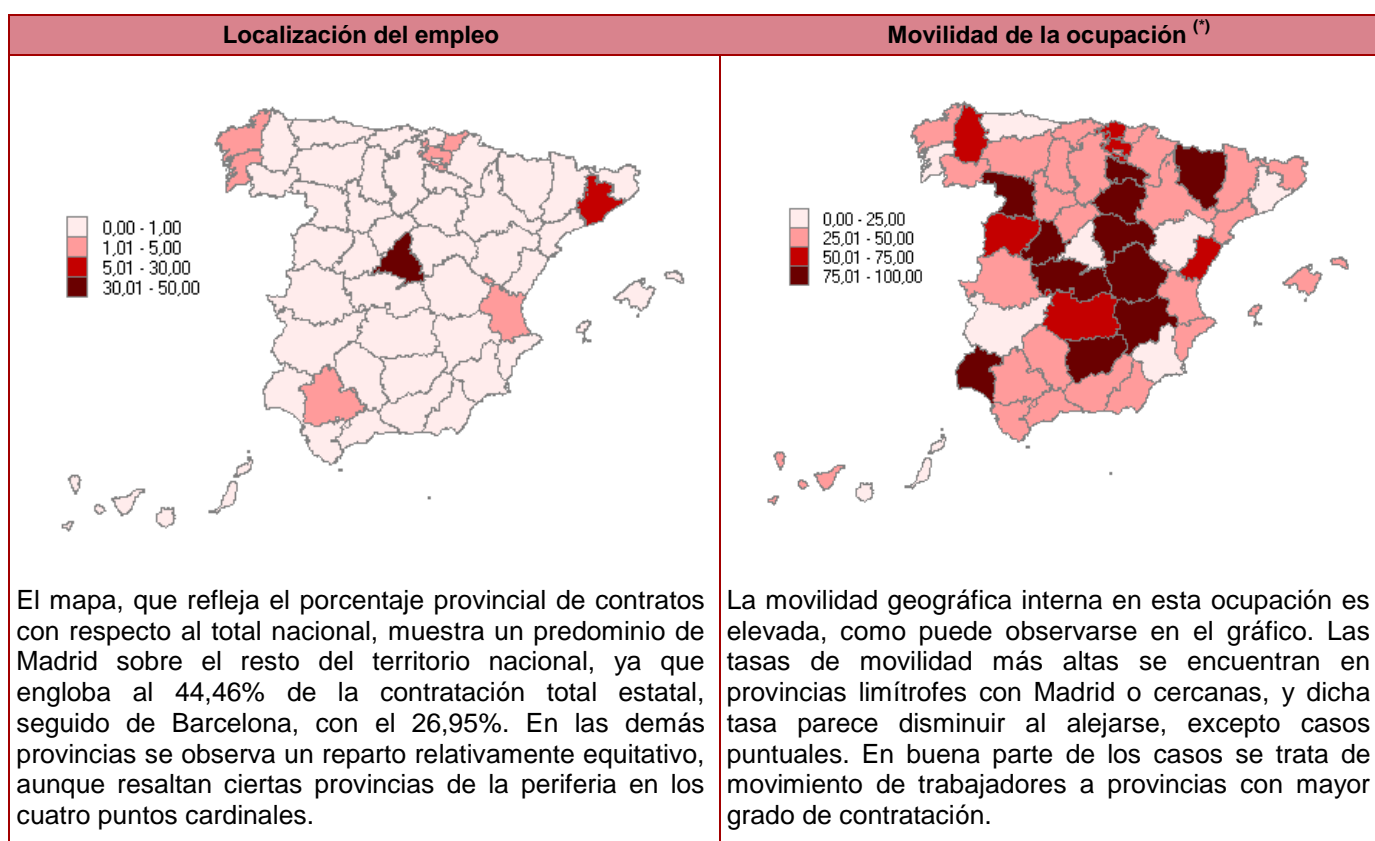 Localización del empleo
Movilidad de la ocupación (*)
0,00 - 1,00
1,01 - 5,00
5,01 - 30,00
30,01 - 50,00
0,00 - 25,00
25,01 - 50,00
50,01 - 75,00
75,01 - 100,00
El mapa, que refleja el porcentaje provincial de contratos
con respecto al total nacional, muestra un predominio de
Madrid sobre el resto del territorio nacional, ya que
engloba al 44,46% de la contratación total estatal,
seguido de Barcelona, con el 26,95%. En las demás
provincias se observa un reparto relativamente equitativo,
aunque resaltan ciertas provincias de la periferia en los
cuatro puntos cardinales.
La movilidad geográfica interna en esta ocupación es
elevada, como puede observarse en el gráfico. Las
tasas de movilidad más altas se encuentran en
provincias limítrofes con Madrid o cercanas, y dicha
tasa parece disminuir al alejarse, excepto casos
puntuales. En buena parte de los casos se trata de
movimiento de trabajadores a provincias con mayor
grado de contratación.